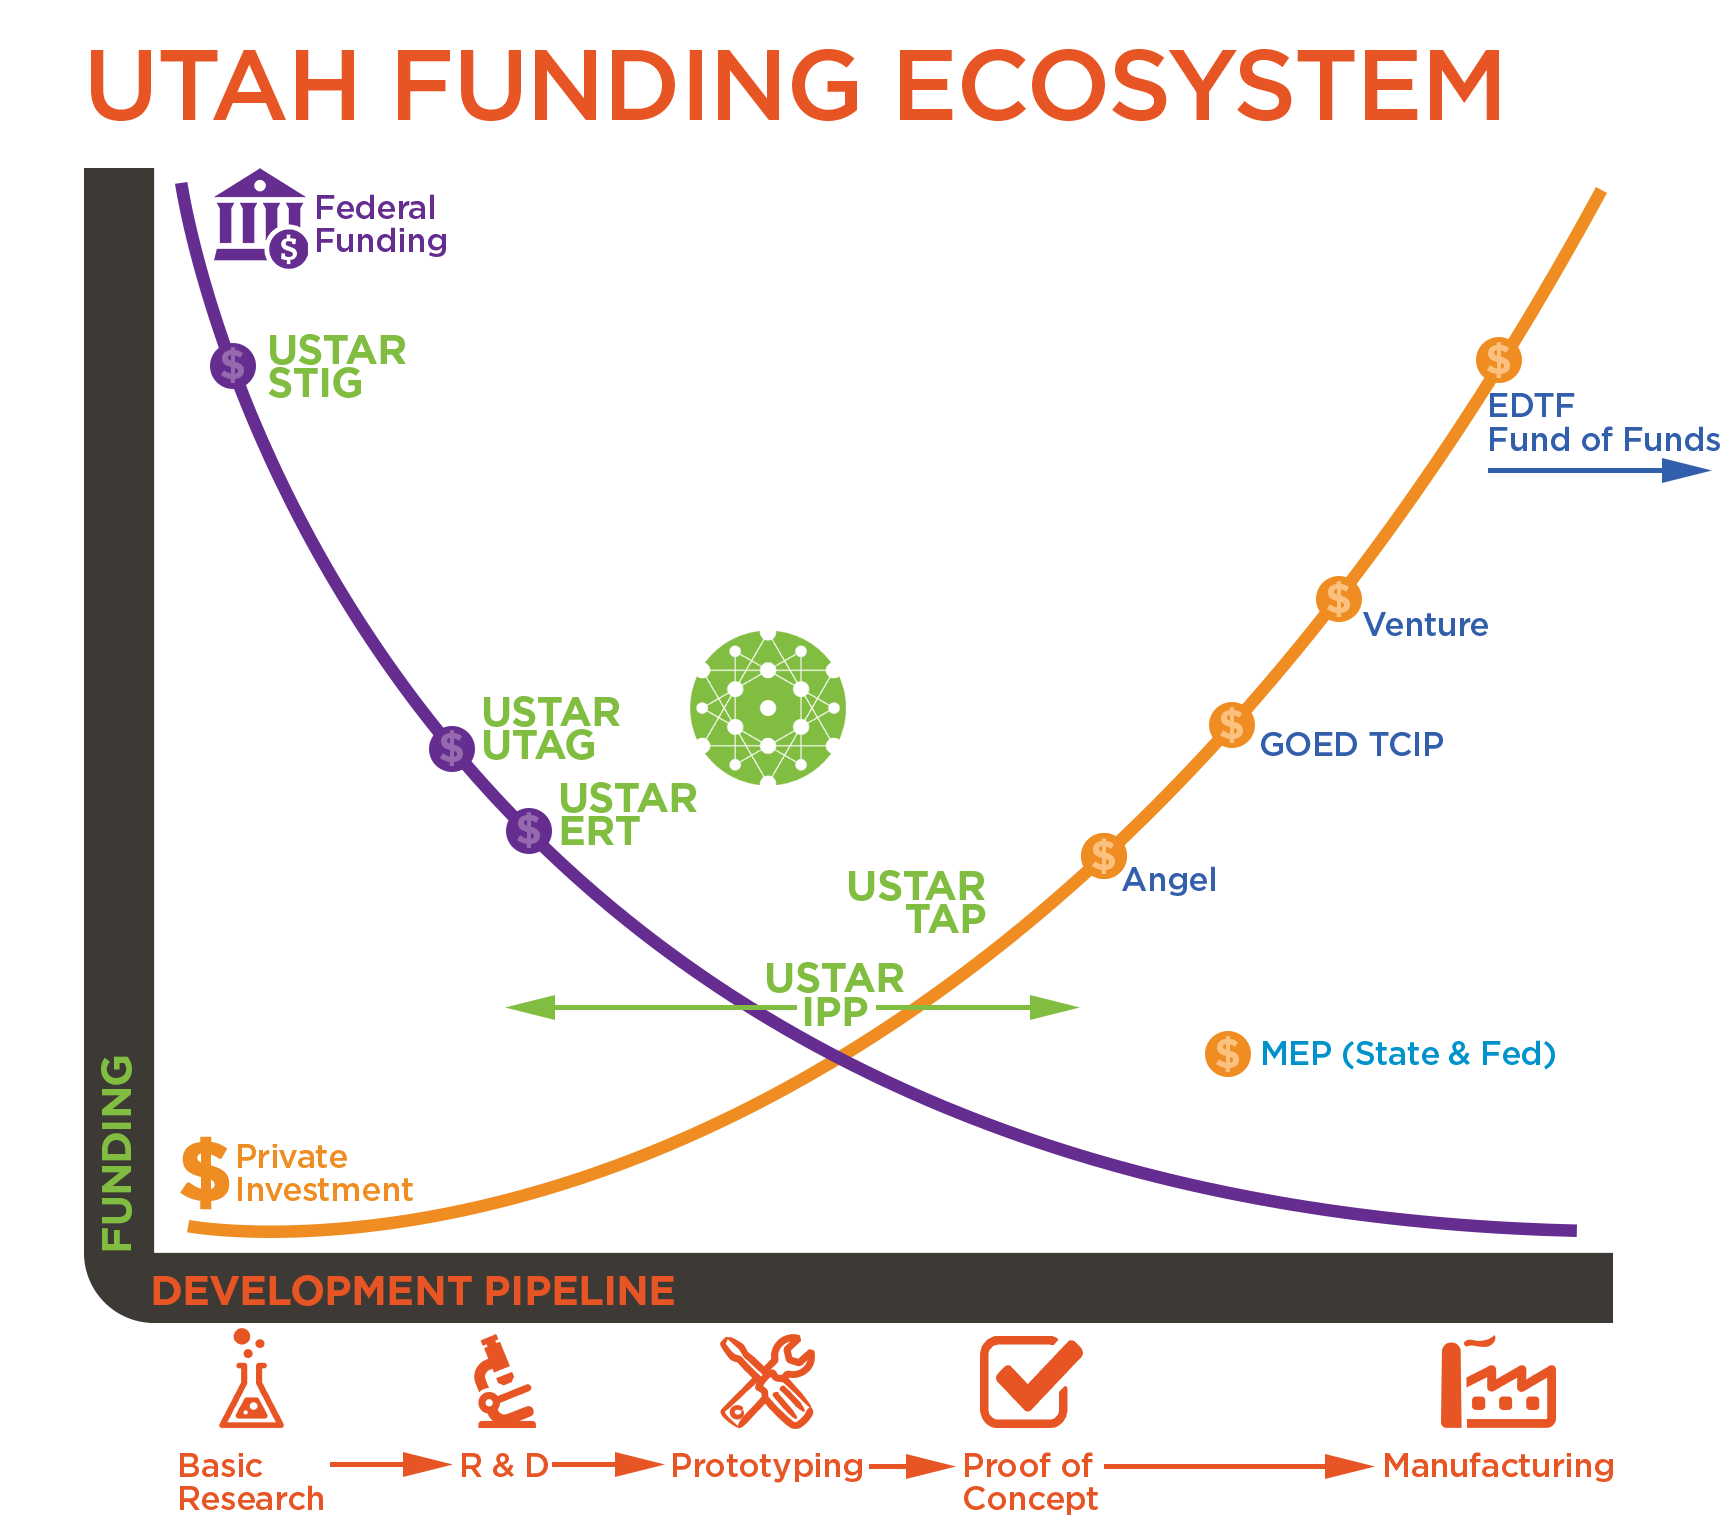 UTAH FUNDING ECOSYSTEM
Federal
Funding
$
$
USTAR
STIG
$
EDTF
Fund of Funds
$
Venture
USTAR
UTAG
$
$
GOED TCIP
USTAR
ERT
$
$
Angel
USTAR
TAP
USTAR
IPP
$
MEP (State & Fed)
$
Private
Investment
FUNDING
DEVELOPMENT PIPELINE
Basic
Research
R & D
Prototyping
Proof of
Concept
Manufacturing